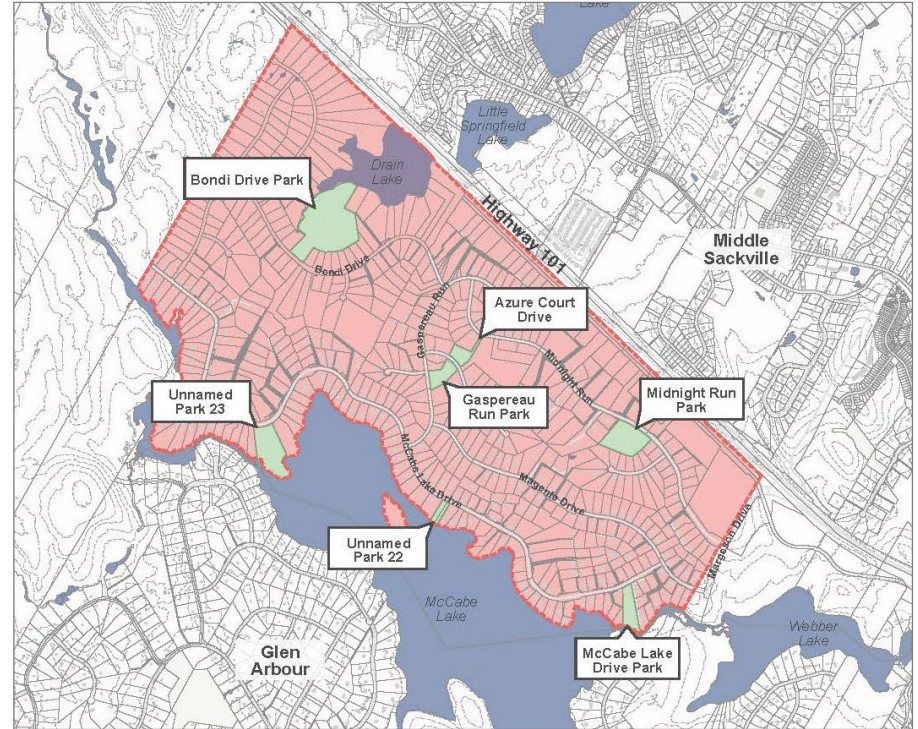 Lake
Little
Springfield
Lake
Drain
Lake
Bondi Drive Park
Highway 101
Middle
Sackville
Bondi Drive
Gaspereau Run
Azure Court
Drive
Midnight Run
Gaspereau
Run Park
Midnight Run
Park
Unnamed
Park 23
McCabe Lake Drive
Magenta Drive
Margeson Drive
Unnamed
Park 22
McCabe
Lake
Webber
Lake
Glen
Arbour
McCabe Lake
Drive Park